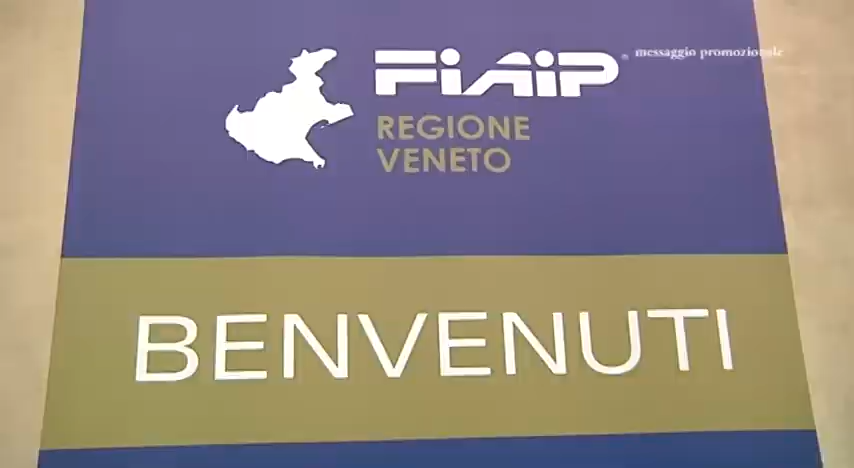 FiAiP® messaggio promozionale
REGIONE
VENETO
BENVENUTI